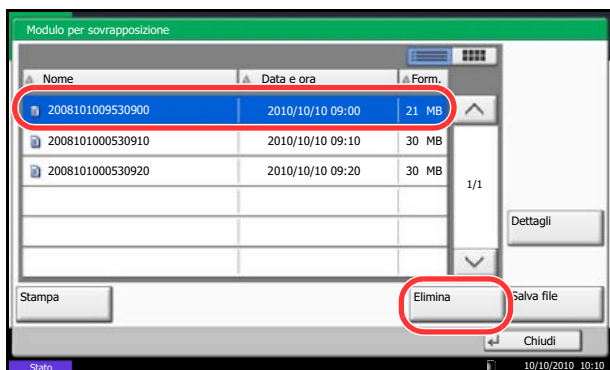 Modulo per sovrapposizione
Nome Data e ora Form.
2008101009530900 2010/10/10 09:00 21 MB
2008101000530910 2010/10/10 09:10 30 MB
2008101000530920 2010/10/10 09:20 30 MB
1/1
Dettagli
Stampa Elimina Salva file
Chiudi
Stato 10/10/2010 10:10